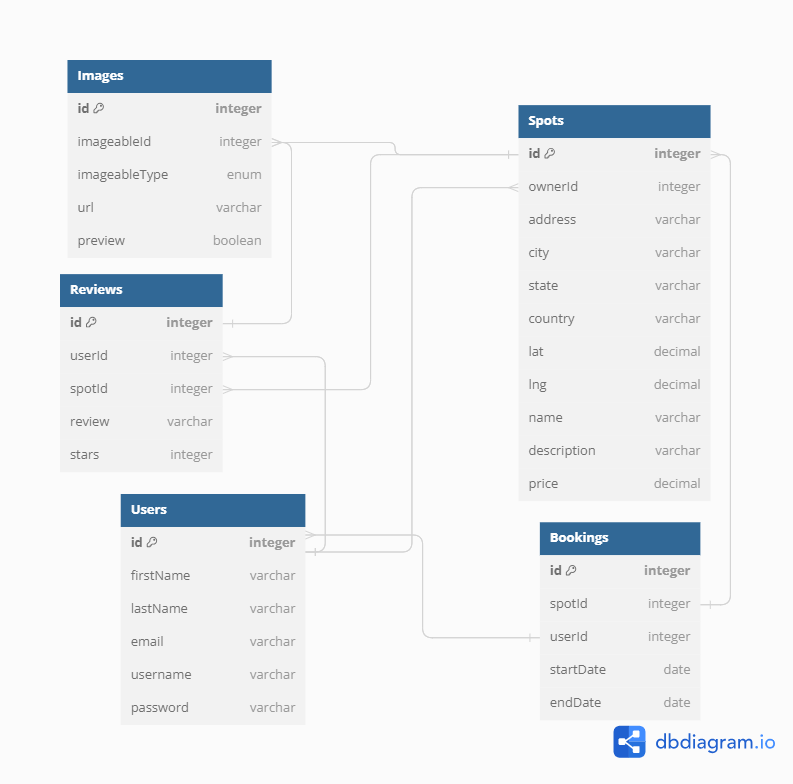 Images
id integer
imageableId integer
imageableType enum
url varchar
preview boolean
Reviews
id integer
userId integer
spotId integer
review varchar
stars integer
Users
id integer
firstName varchar
lastName varchar
email varchar
username varchar
password varchar
Spots
id integer
ownerId integer
address varchar
city varchar
state varchar
country varchar
lat decimal
lng decimal
name varchar
description varchar
price decimal
Bookings
id integer
spotId integer
userId integer
startDate date
endDate date
dbdiagram.io